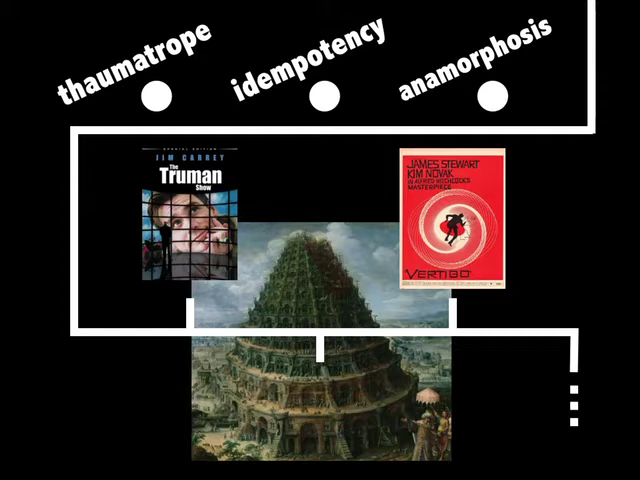 thaumatrope
idempotency
anamorphosis
SPECIAL EDITION
JIM CARREY
The
Truman
Show
JAMES STEWART
KIM NOVAK
IN ALFRED HITCHCOCK'S
MASTERPIECE
'VERTIGO'